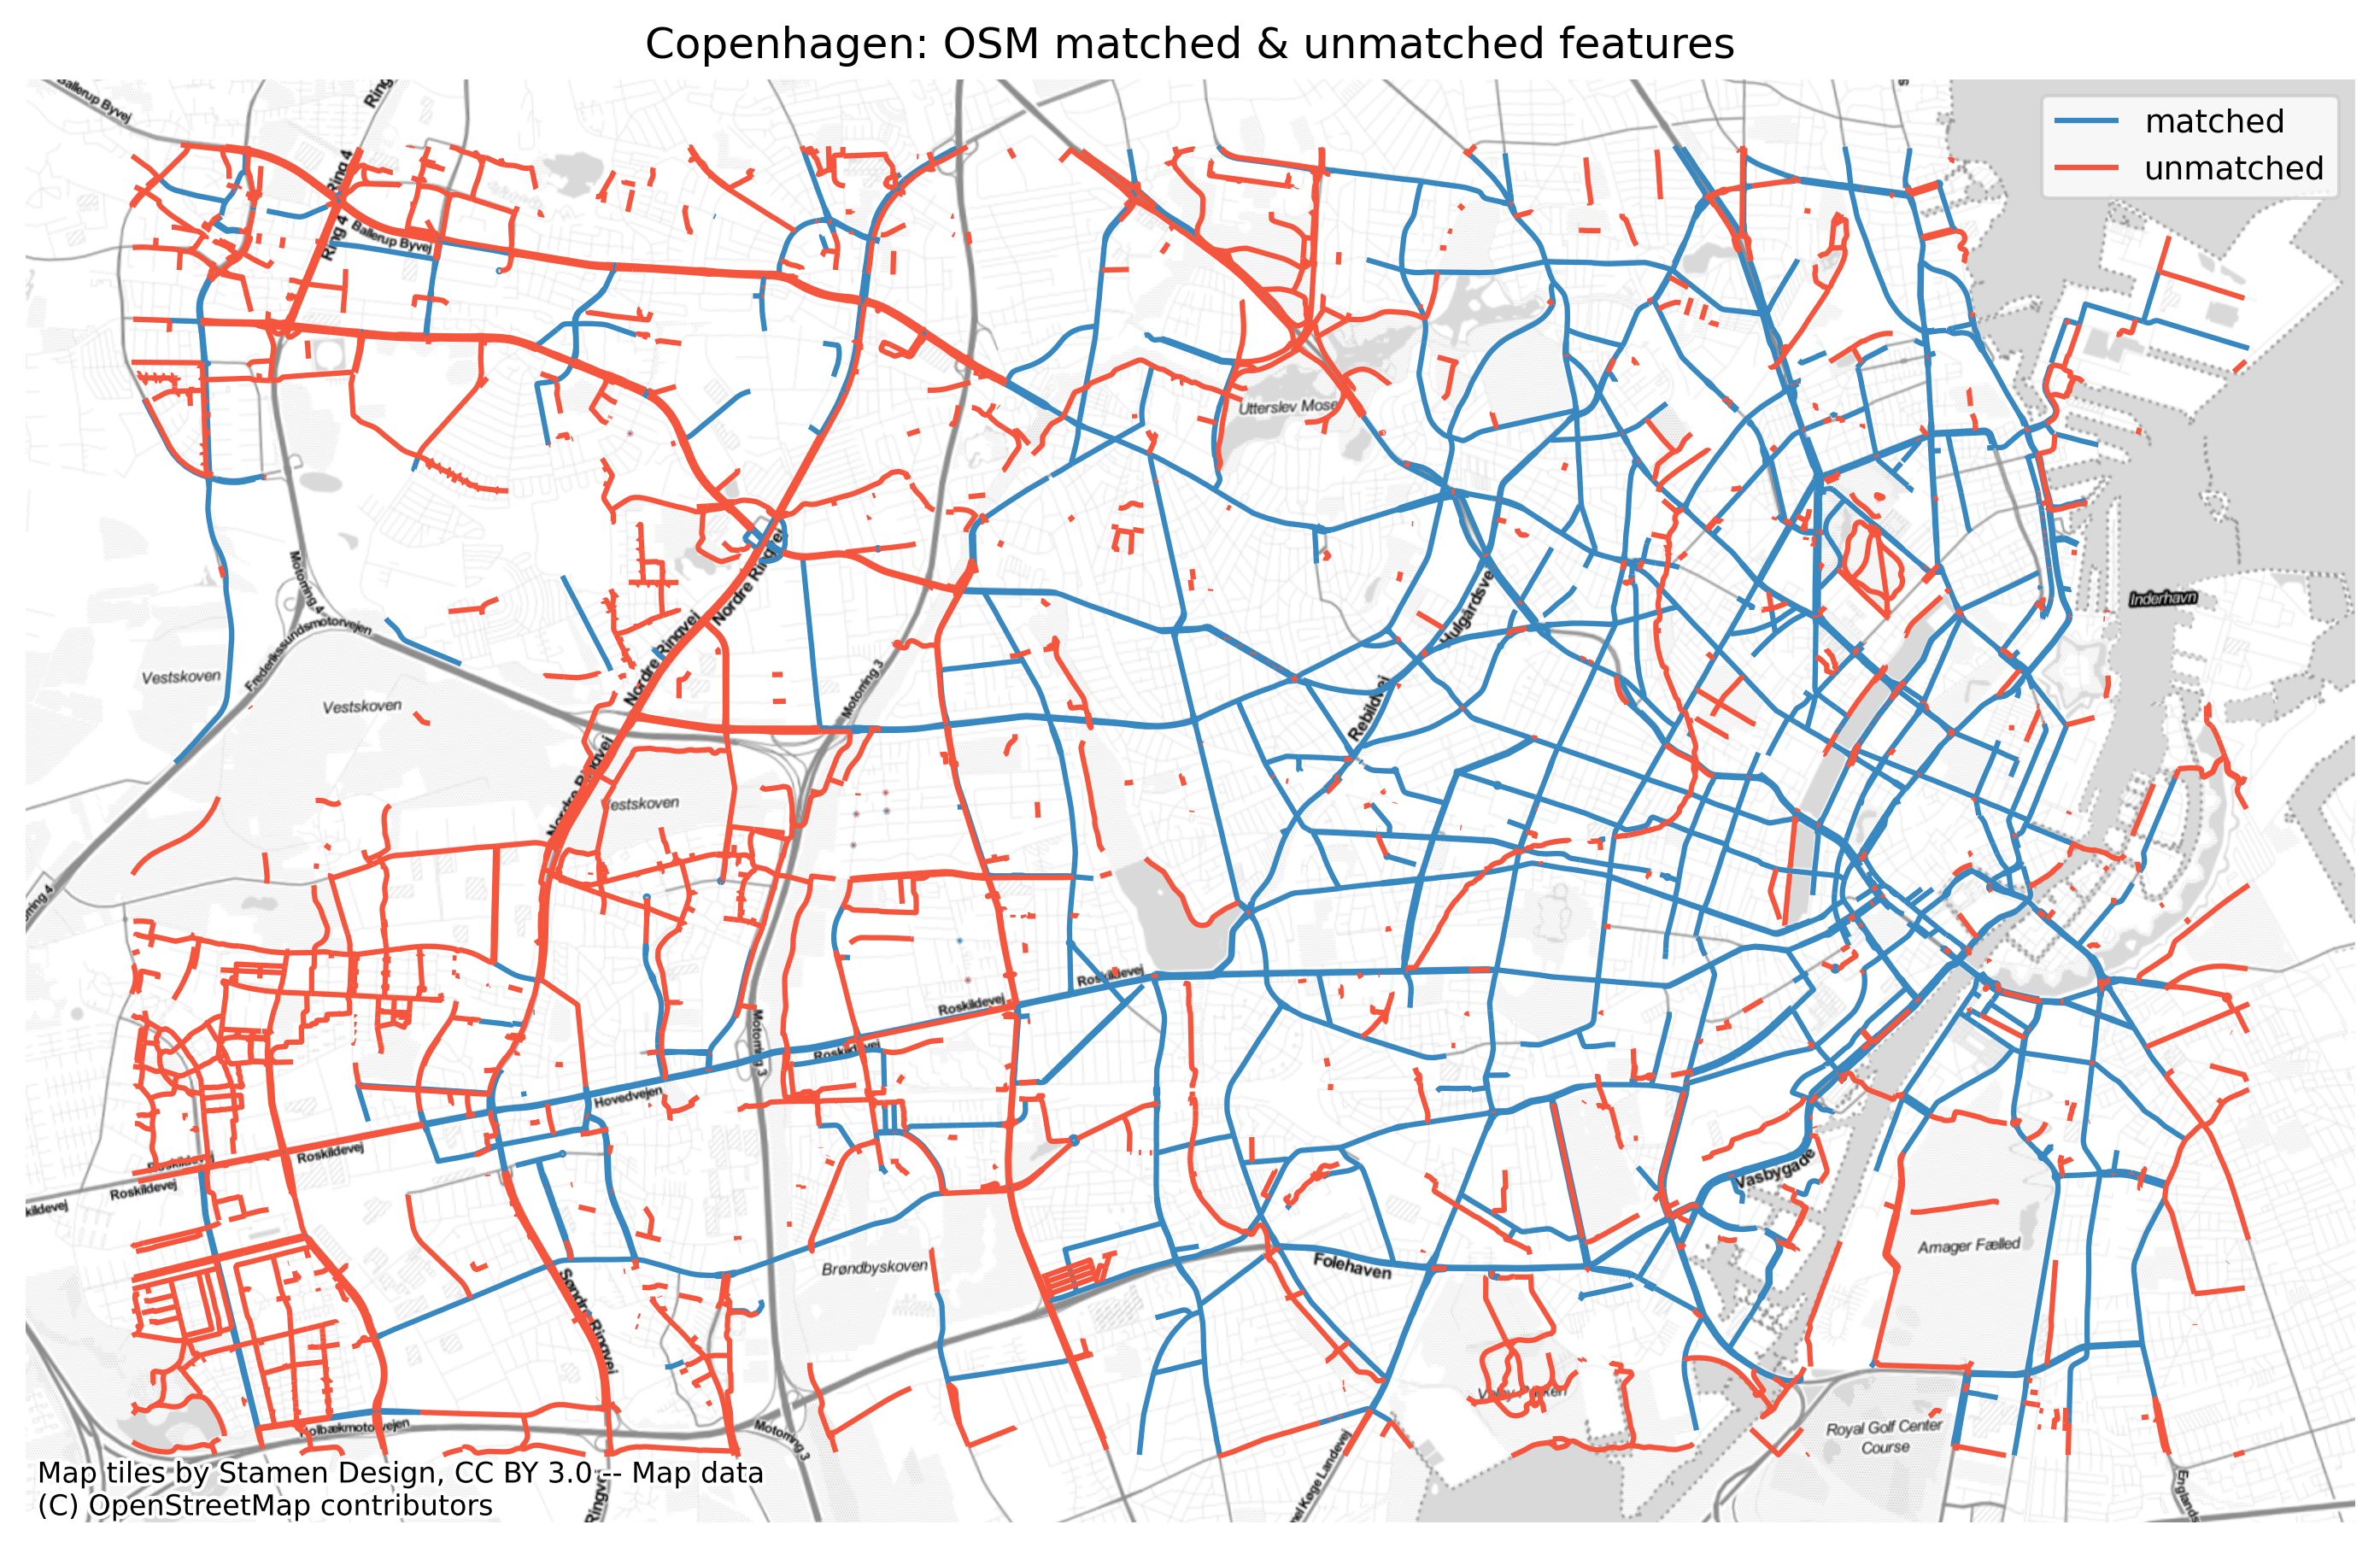 Copenhagen: OSM matched & unmatched features
matched
unmatched
Ballerup Byvej
Ring 4
Ring 4
Ballerup Byvej
Utterslev Mose
Motorring 4
Frederikssundsmotorvejen
Nordre Ringvej
Nordre Ringvej
Hulgårdsvej
Inderhavn
Vestskoven
Vestskoven
Motorring 3
Rebildvej
Nordre Ringvej
Vestskoven
Roskildevej
Roskildevej
Motorring 3
Roskildevej
Hovedvejen
Roskildevej
Roskildevej
Roskildevej
Vasbygade
Amager Fælled
Brøndbyskoven
Folehaven
Søndre Ringvej
Royal Golf Center
Course
Holbækmotorvejen
Motorring 3
Map tiles by Stamen Design, CC BY 3.0 -- Map data
(C) OpenStreetMap contributors